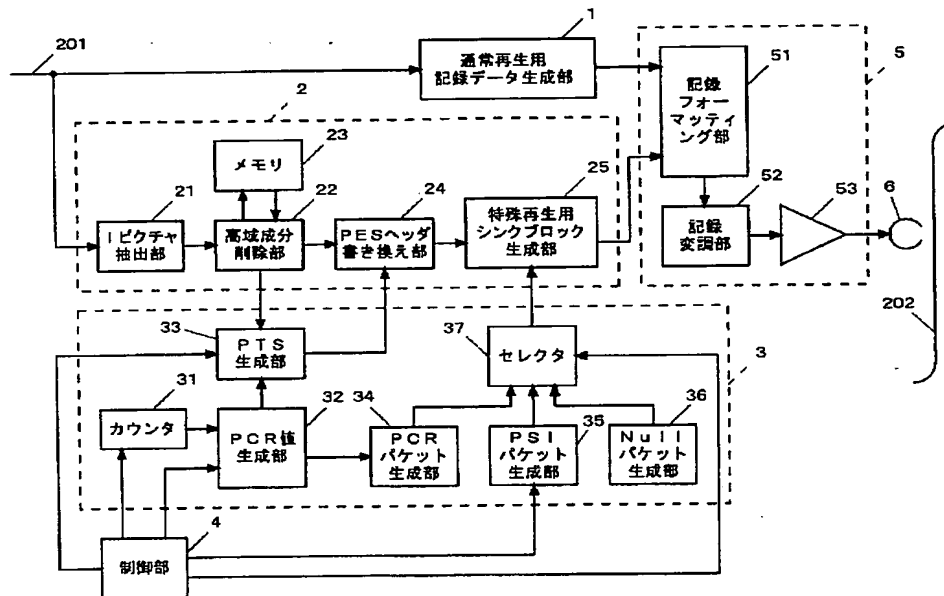 201
1
通常再生用
記録データ生成部
51
5
記録
フォー
マッティ
ング部
2
23
メモリ
21
22
24
25
Iピクチャ
抽出部
高域成分
削除部
PESヘッダ
書き換え部
特殊再生用
シンクブロック
生成部
52
記録
変調部
53
6
202
33
PTS
生成部
37
セレクタ
3
31
カウンタ
32
PCR値
生成部
34
PCR
パケット
生成部
35
PSI
パケット
生成部
36
Null
パケット
生成部
4
制御部